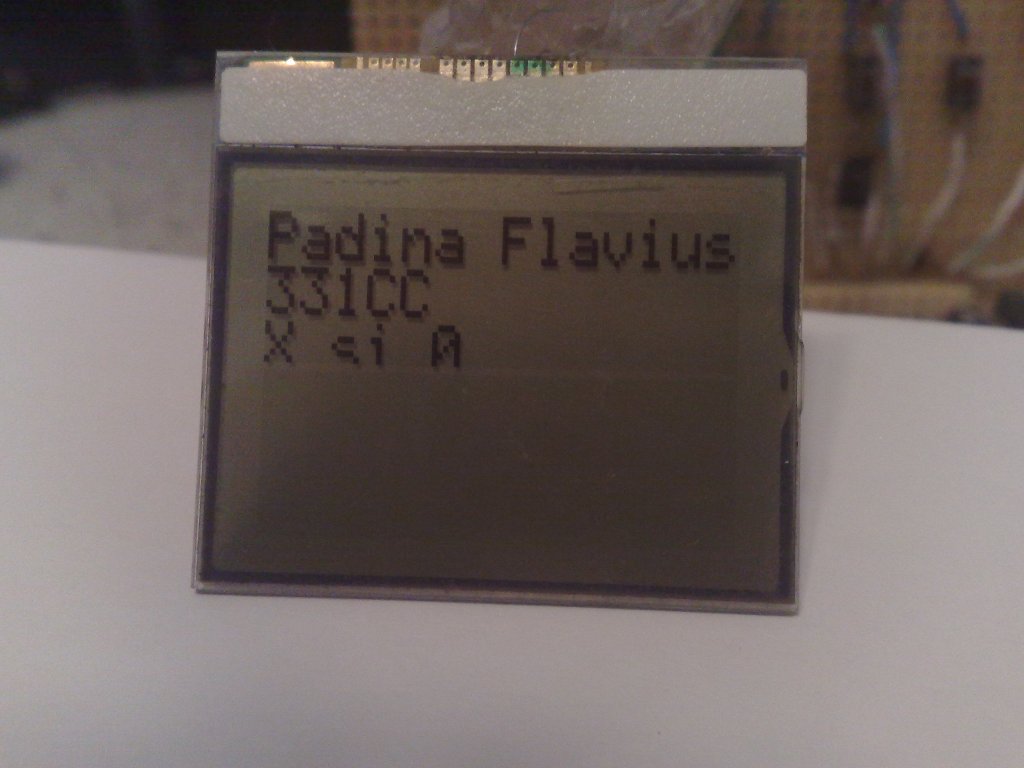 Padina Flavius
331CC
X si 0